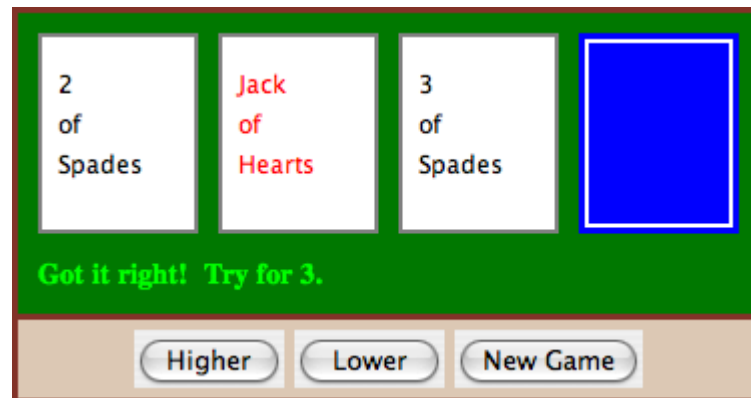 2
of
Spades
Jack
of
Hearts
3
of
Spades
Got it right! Try for 3.
Higher
Lower
New Game